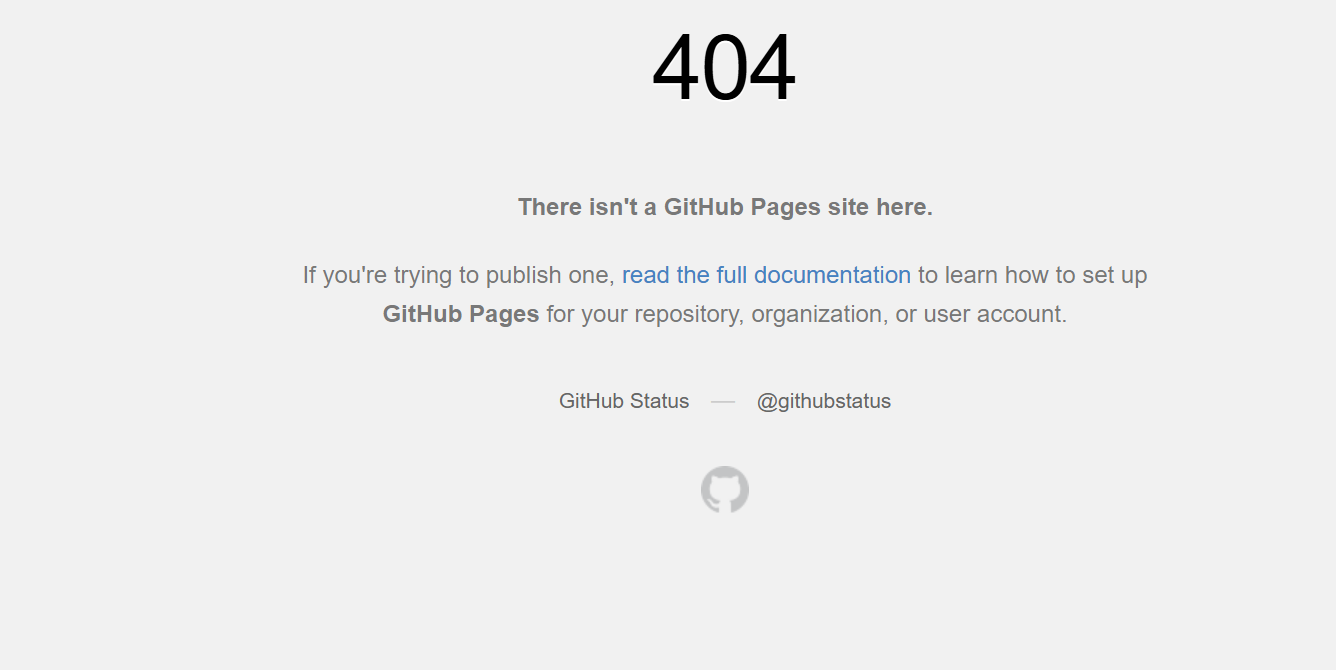 404
There isn't a GitHub Pages site here.
If you're trying to publish one, read the full documentation to learn how to set up
GitHub Pages for your repository, organization, or user account.
GitHub Status — @githubstatus